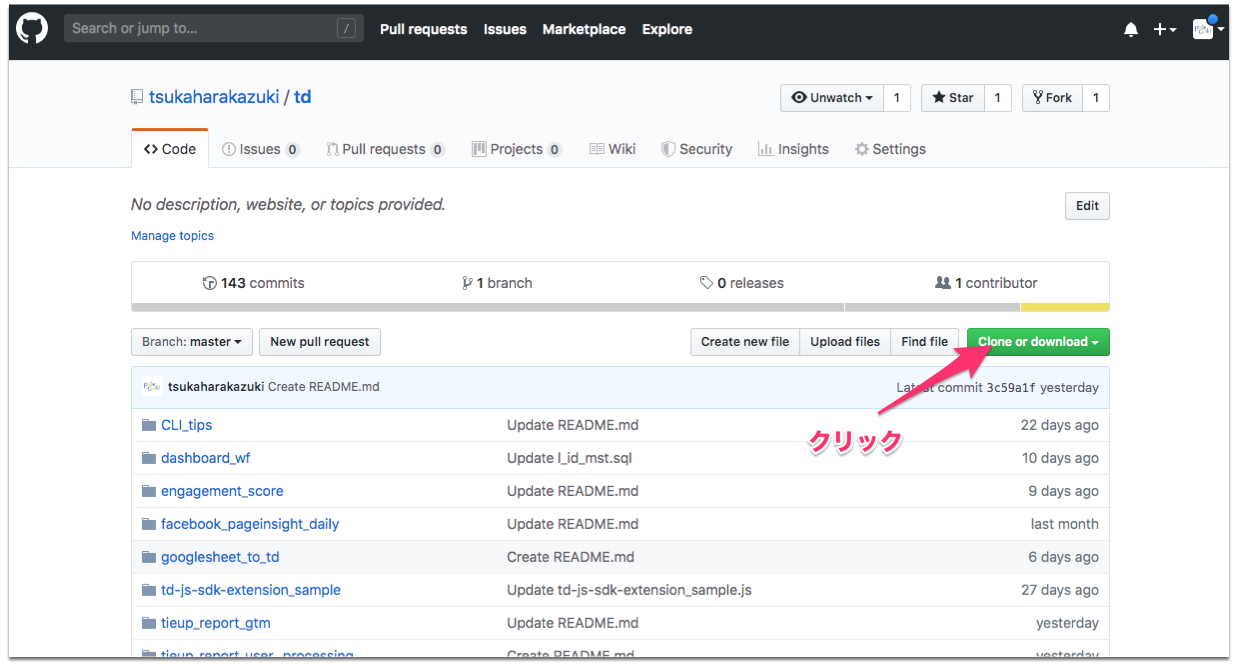 Search or jump to... /
Pull requests Issues Marketplace Explore
tsukaharakazuki / td
Unwatch 1 Star 1 Fork 1
Code Issues 0 Pull requests 0 Projects 0 Wiki Security Insights Settings
No description, website, or topics provided.
Edit
Manage topics
143 commits 1 branch 0 releases 1 contributor
Branch: master New pull request Create new file Upload files Find file Clone or download
tsukaharakazuki Create README.md Latest commit 3c59a1f yesterday
CLI_tips Update README.md 22 days ago
クリック
dashboard_wf Update l_id_mst.sql 10 days ago
engagement_score Update README.md 9 days ago
facebook_pageinsight_daily Update README.md last month
googlesheet_to_td Create README.md 6 days ago
td-js-sdk-extension_sample Update td-js-sdk-extension_sample.js 27 days ago
tieup_report_gtm Update README.md yesterday
tieup_report_user_processing Create README.md yesterday